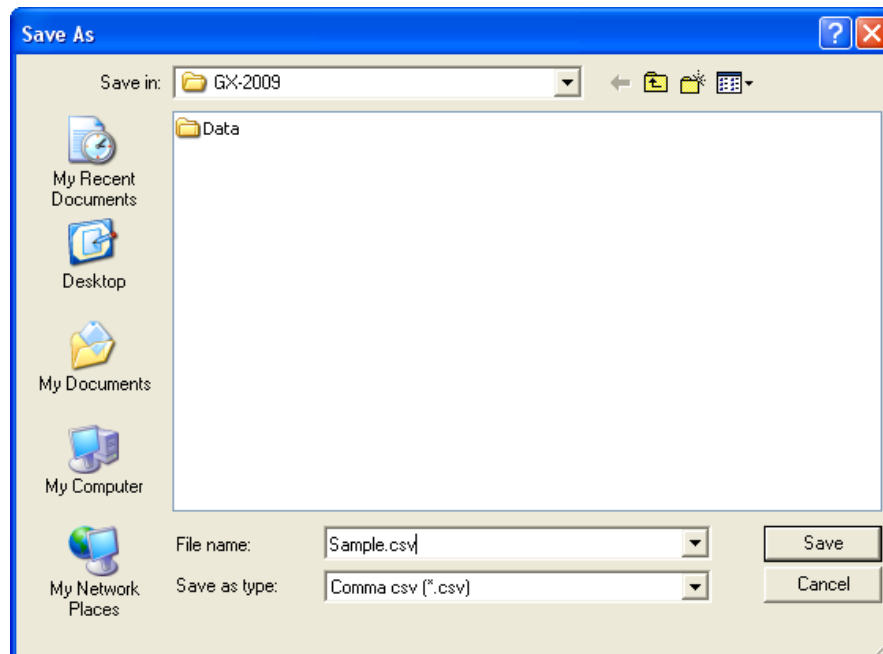 Save As
Save in:
GX-2009
Data
My Recent
Documents
Desktop
My Documents
My Computer
My Network
Places
File name:
Sample.csv
Save
Save as type:
Comma csv (*.csv)
Cancel